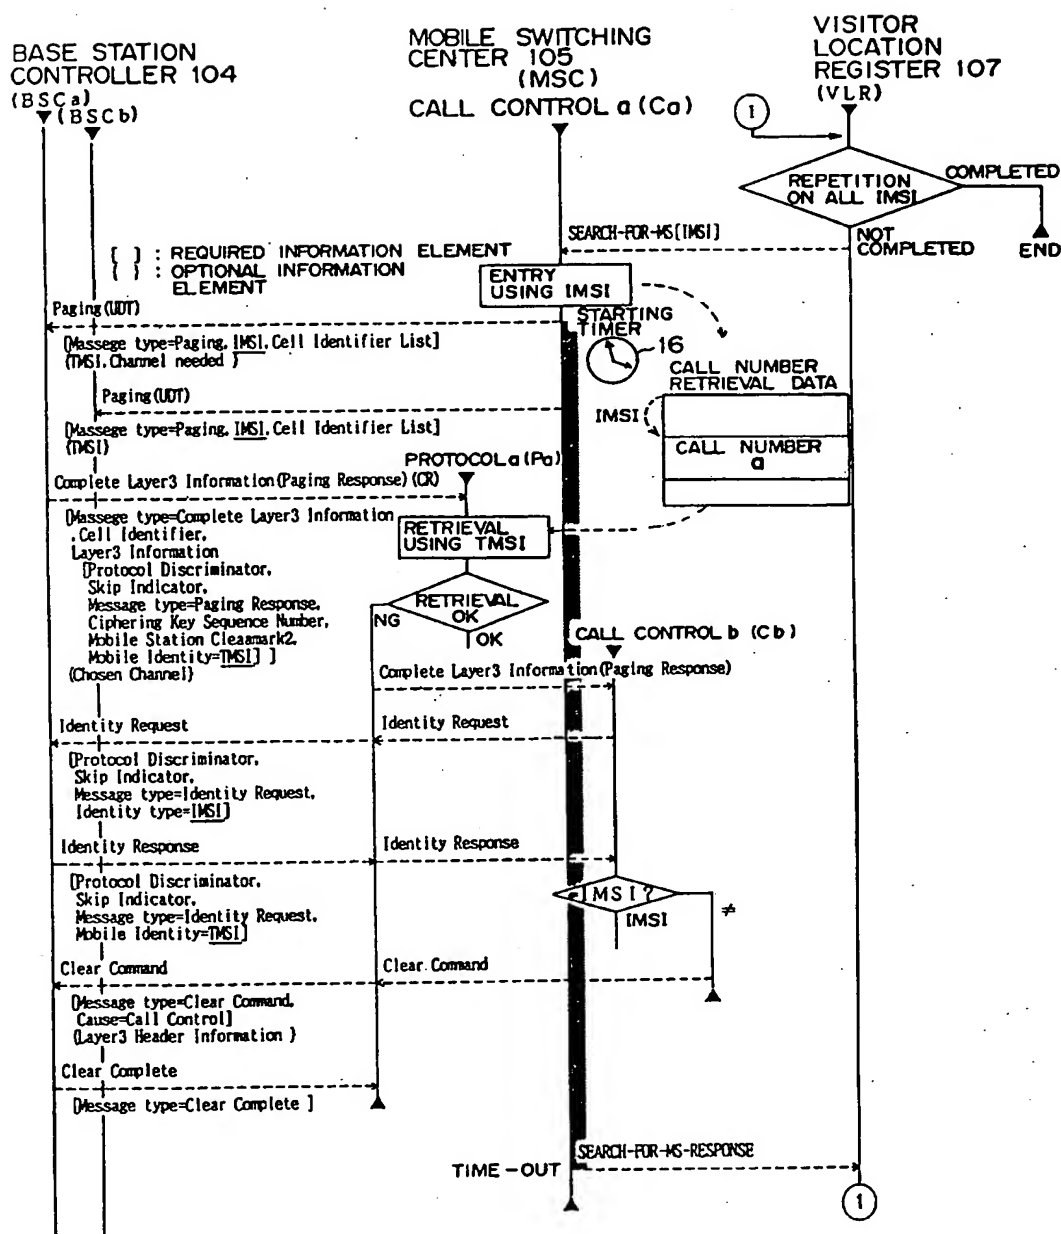 BASE STATION
CONTROLLER 104
(BSCa)
(BSCb)
MOBILE SWITCHING
CENTER 105
(MSC)
CALL CONTROL a (Ca)
VISITOR
LOCATION
REGISTER 107
(VLR)
1
REPETITION
ON ALL IMSI
COMPLETED
NOT
COMPLETED
END
SEARCH-FOR-MS[IMSI]
[ ] : REQUIRED INFORMATION ELEMENT
{ } : OPTIONAL INFORMATION
ELEMENT
ENTRY
USING IMSI
STARTING
TIMER
16
Paging(UDT)
[Massege type=Paging, IMSI, Cell Identifier List]
{TMSI, Channel needed }
CALL NUMBER
RETRIEVAL DATA
IMSI
CALL NUMBER
a
Paging(UDT)
[Massege type=Paging, IMSI, Cell Identifier List]
{TMSI}
PROTOCOL a (Pa)
Complete Layer3 Information(Paging Response)(CR)
[Massege type=Complete Layer3 Information
,Cell Identifier,
Layer3 Information
[Protocol Discriminator,
Skip Indicator,
Message type=Paging Response,
Ciphering Key Sequence Number,
Mobile Station Cleamark2,
Mobile Identity=TMSI] ]
{Chosen Channel}
RETRIEVAL
USING TMSI
RETRIEVAL
OK
NG
OK
CALL CONTROL b (Cb)
Complete Layer3 Information(Paging Response)
Identity Request
Identity Request
[Protocol Discriminator,
Skip Indicator,
Message type=Identity Request,
Identity type=IMSI]
Identity Response
Identity Response
[Protocol Discriminator,
Skip Indicator,
Message type=Identity Request,
Mobile Identity=TMSI]
=IMSI?
≠
IMSI
Clear Command
Clear Command
[Message type=Clear Command,
Cause=Call Control]
{Layer3 Header Information }
Clear Complete
[Message type=Clear Complete ]
TIME-OUT
SEARCH-FOR-MS-RESPONSE
1